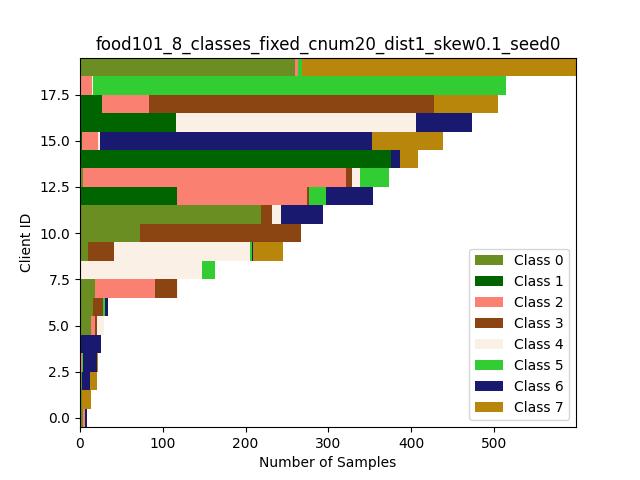 food101_8_classes_fixed_cnum20_dist1_skew0.1_seed0
17.5
15.0
12.5
10.0
7.5
5.0
2.5
0.0
Client ID
Class 0
Class 1
Class 2
Class 3
Class 4
Class 5
Class 6
Class 7
0 100 200 300 400 500
Number of Samples